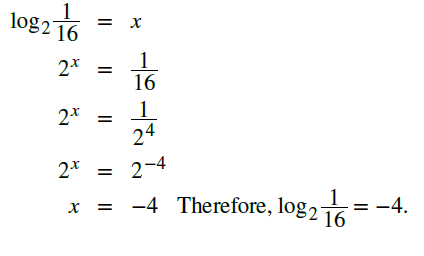 log₂ 1/16 = x
2ˣ = 1/16
2ˣ = 1/2⁴
2ˣ = 2⁻⁴
x = −4 Therefore, log₂ 1/16 = −4.